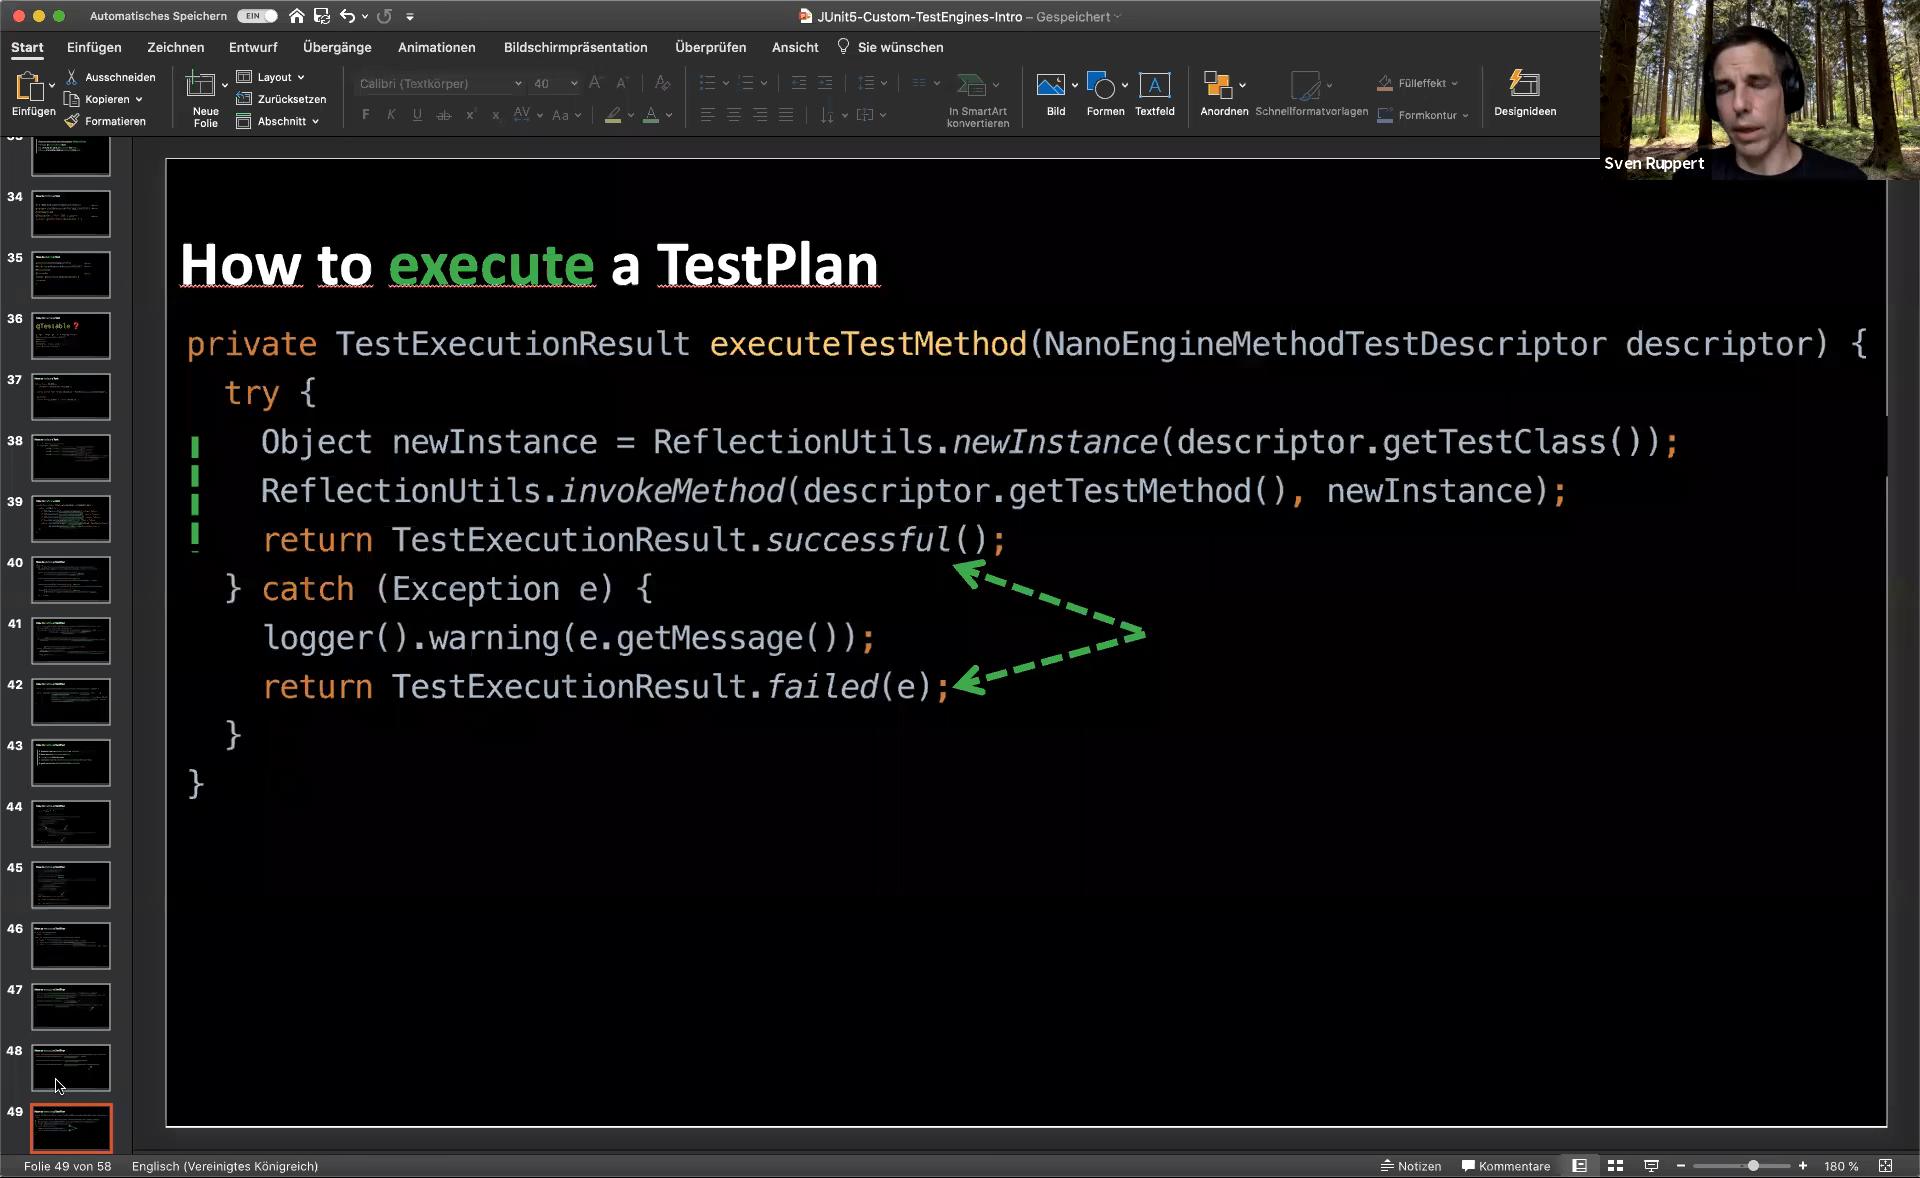 Automatisches Speichern EIN
JUnit5-Custom-TestEngines-Intro – Gespeichert
Start Einfügen Zeichnen Entwurf Übergänge Animationen Bildschirmpräsentation Überprüfen Ansicht Sie wünschen
Einfügen
Ausschneiden
Kopieren
Formatieren
Neue
Folie
Layout
Zurücksetzen
Abschnitt
Calibri (Textkörper) 40
F K U ab x x AV Aa A
In SmartArt
konvertieren
Bild Formen Textfeld
Anordnen Schnellformatvorlagen
Fülleffekt
Formkontur
Designideen
Sven Ruppert
34
35
36
@Testable ?
37
38
39
40
41
42
43
44
45
46
47
48
49
How to execute a TestPlan
private TestExecutionResult executeTestMethod(NanoEngineMethodTestDescriptor descriptor) {
try {
Object newInstance = ReflectionUtils.newInstance(descriptor.getTestClass());
ReflectionUtils.invokeMethod(descriptor.getTestMethod(), newInstance);
return TestExecutionResult.successful();
} catch (Exception e) {
logger().warning(e.getMessage());
return TestExecutionResult.failed(e);
}
}
Folie 49 von 58 Englisch (Vereinigtes Königreich) Notizen Kommentare 180 %